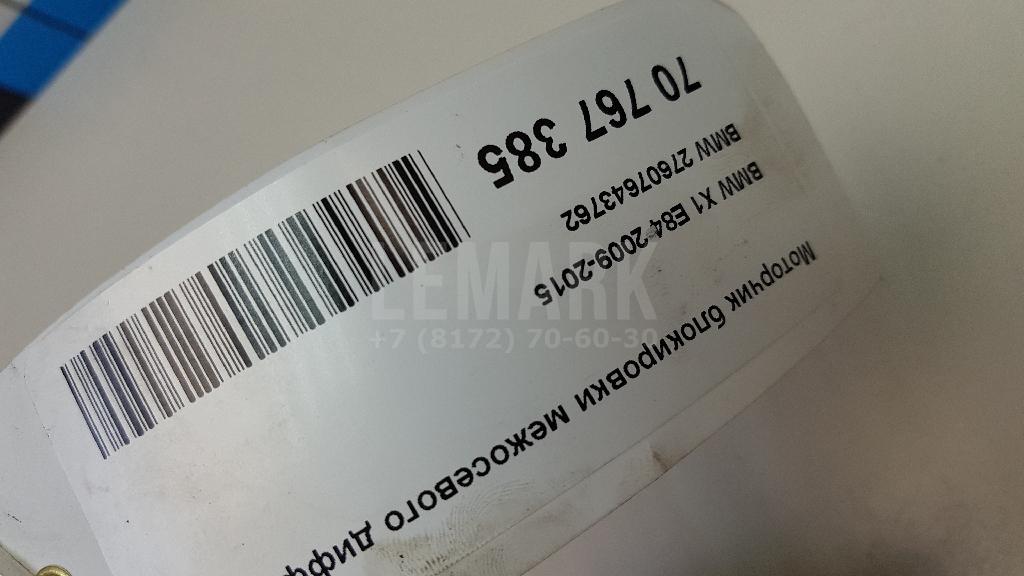 70 767 385
BMW 27607643762
BMW X1 E84-2009-2015
Моторчик блокировки межосевого дифф
LEMARK
+7 (8172) 70-60-30